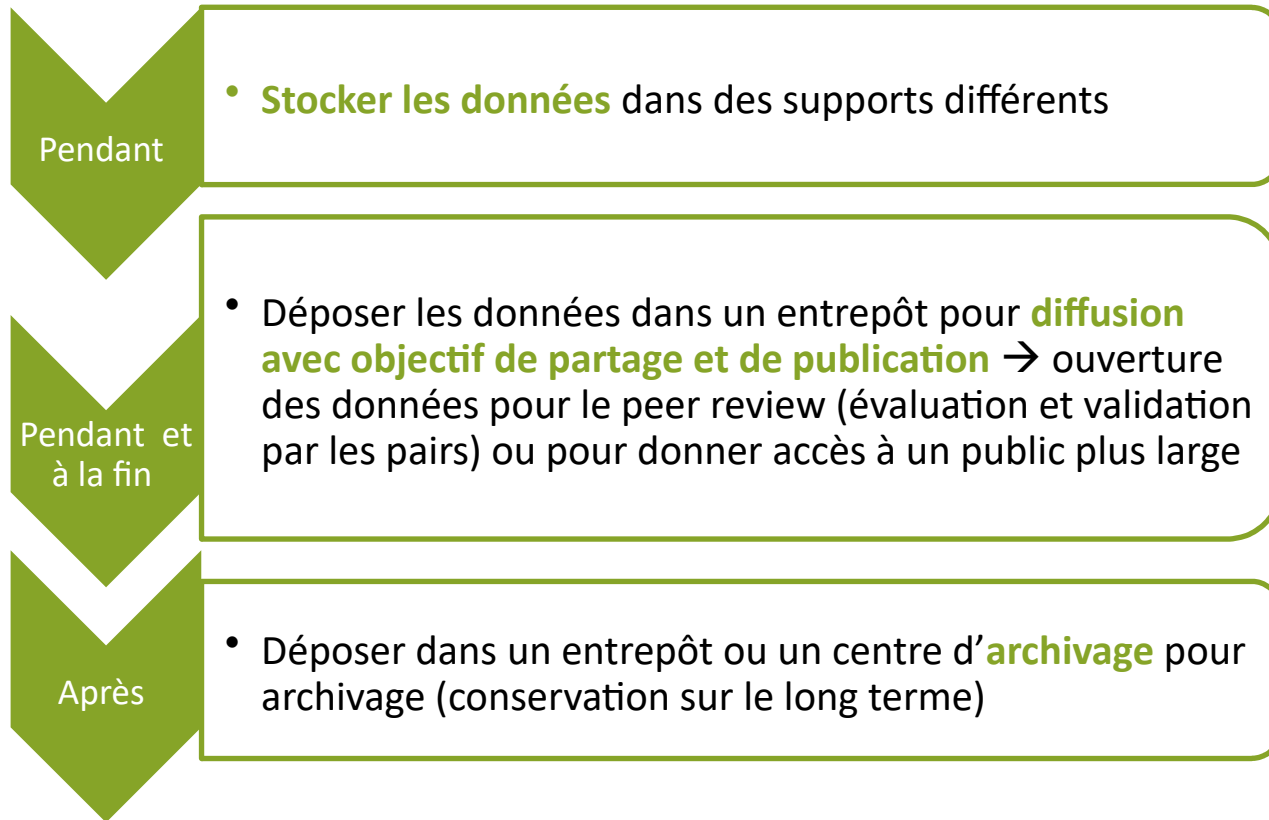 Pendant
• Stocker les données dans des supports différents
Pendant et
à la fin
• Déposer les données dans un entrepôt pour diffusion
avec objectif de partage et de publication → ouverture
des données pour le peer review (évaluation et validation
par les pairs) ou pour donner accès à un public plus large
Après
• Déposer dans un entrepôt ou un centre d’archivage pour
archivage (conservation sur le long terme)